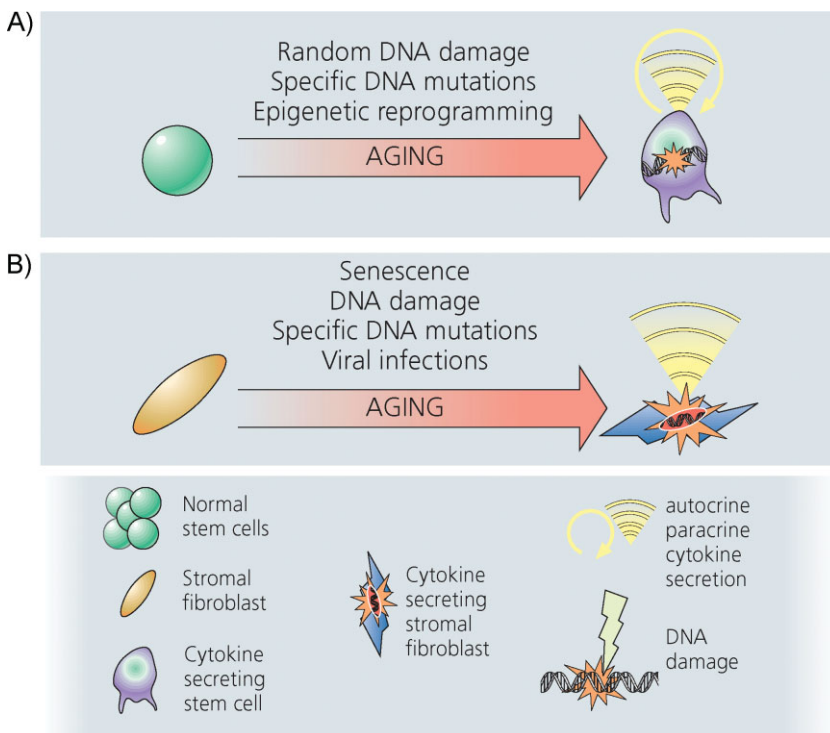 A)
Random DNA damage
Specific DNA mutations
Epigenetic reprogramming
AGING
B)
Senescence
DNA damage
Specific DNA mutations
Viral infections
AGING
Normal
stem cells
Stromal
fibroblast
Cytokine
secreting
stem cell
Cytokine
secreting
stromal
fibroblast
autocrine
paracrine
cytokine
secretion
DNA
damage